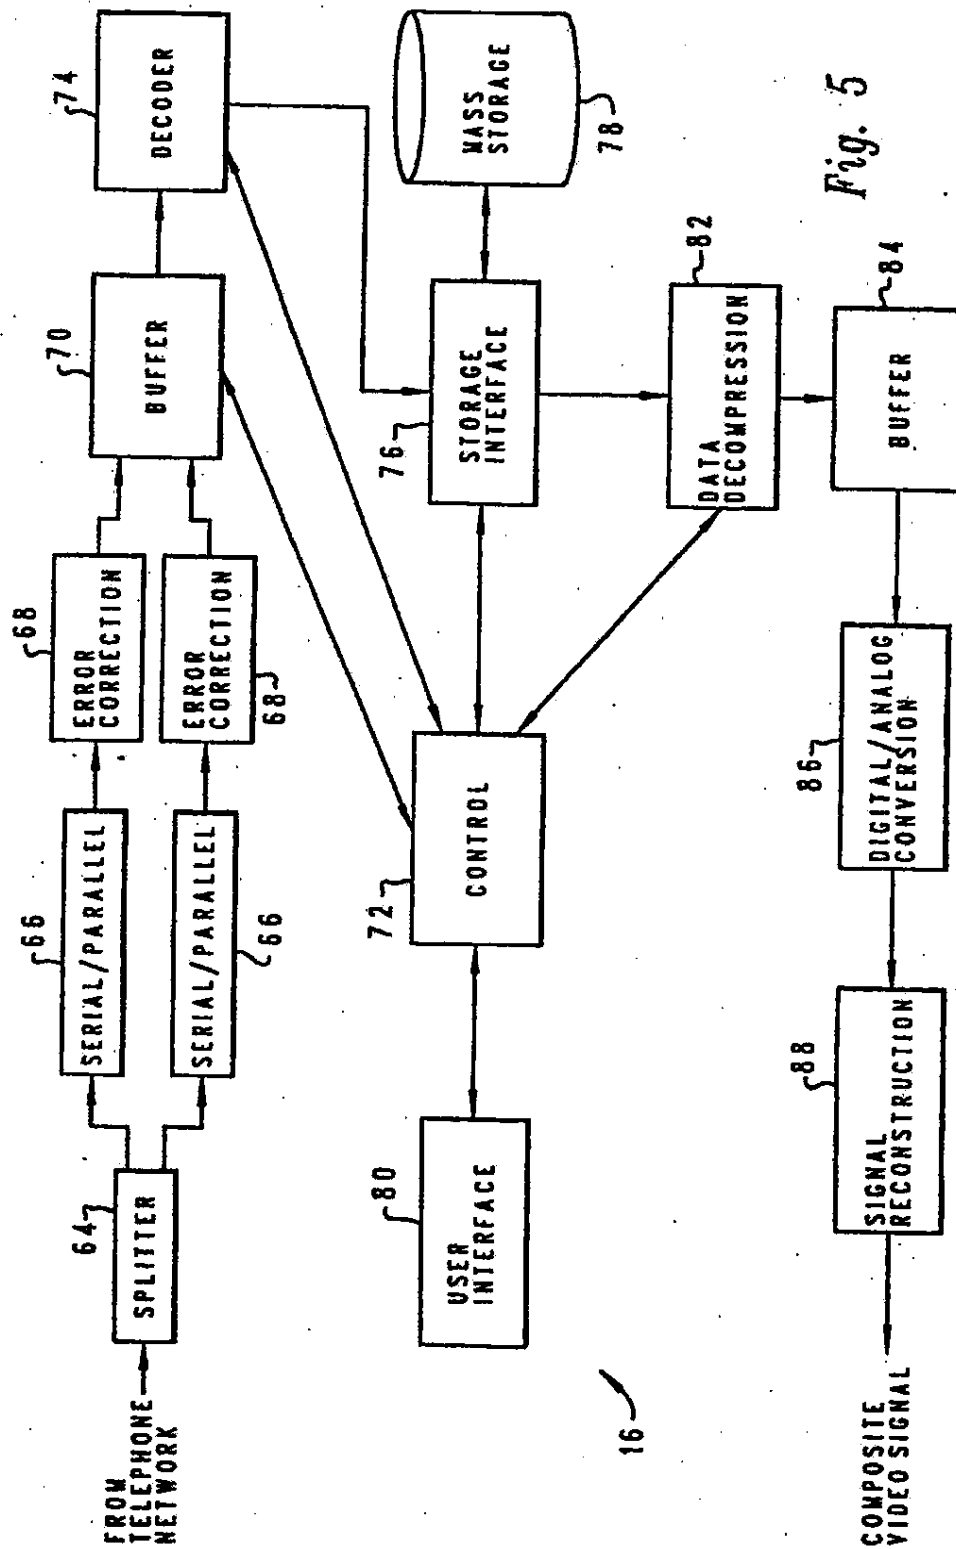 FROM
TELEPHONE
NETWORK
64
SPLITTER
66
SERIAL/PARALLEL
SERIAL/PARALLEL
66
68
ERROR
CORRECTION
ERROR
CORRECTION
68
70
BUFFER
74
DECODER
80
USER
INTERFACE
72
CONTROL
76
STORAGE
INTERFACE
MASS
STORAGE
78
16
82
DATA
DECOMPRESSION
Fig. 5
COMPOSITE
VIDEO SIGNAL
88
SIGNAL
RECONSTRUCTION
86
DIGITAL/ANALOG
CONVERSION
84
BUFFER